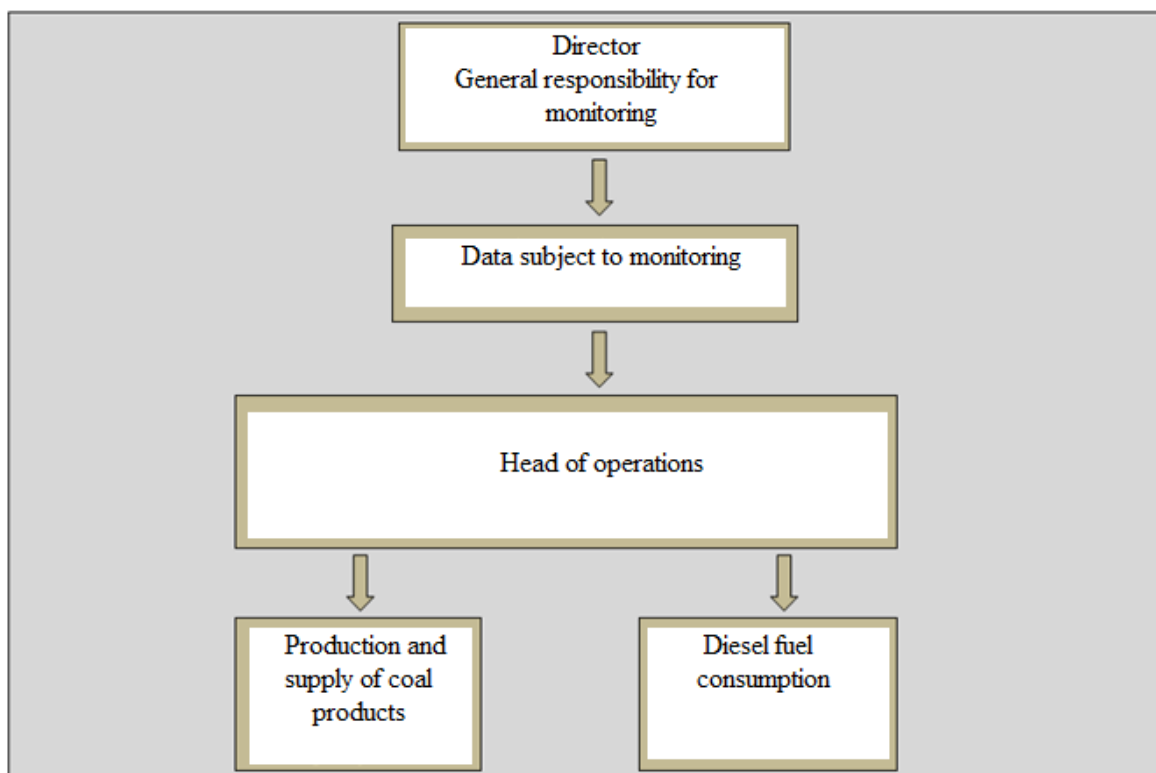 Director
General responsibility for
monitoring
Data subject to monitoring
Head of operations
Production and
supply of coal
products
Diesel fuel
consumption